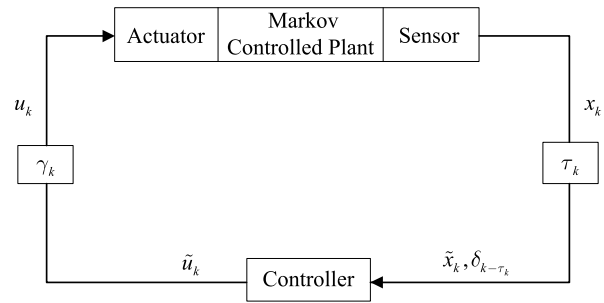 Actuator
Markov
Controlled Plant
Sensor
u_k
x_k
γ_k
τ_k
ũ_k
x̃_k, δ_{k−τ_k}
Controller